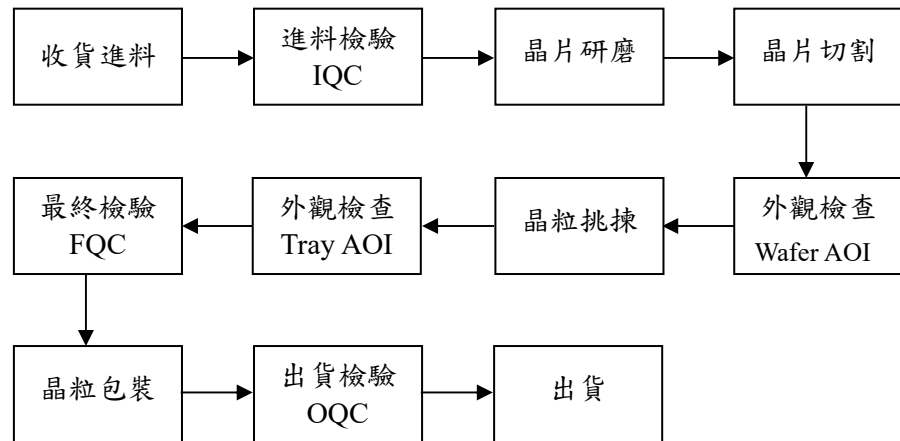 收貨進料
進料檢驗
IQC
晶片研磨
晶片切割
外觀檢查
Wafer AOI
晶粒挑揀
外觀檢查
Tray AOI
最終檢驗
FQC
晶粒包裝
出貨檢驗
OQC
出貨